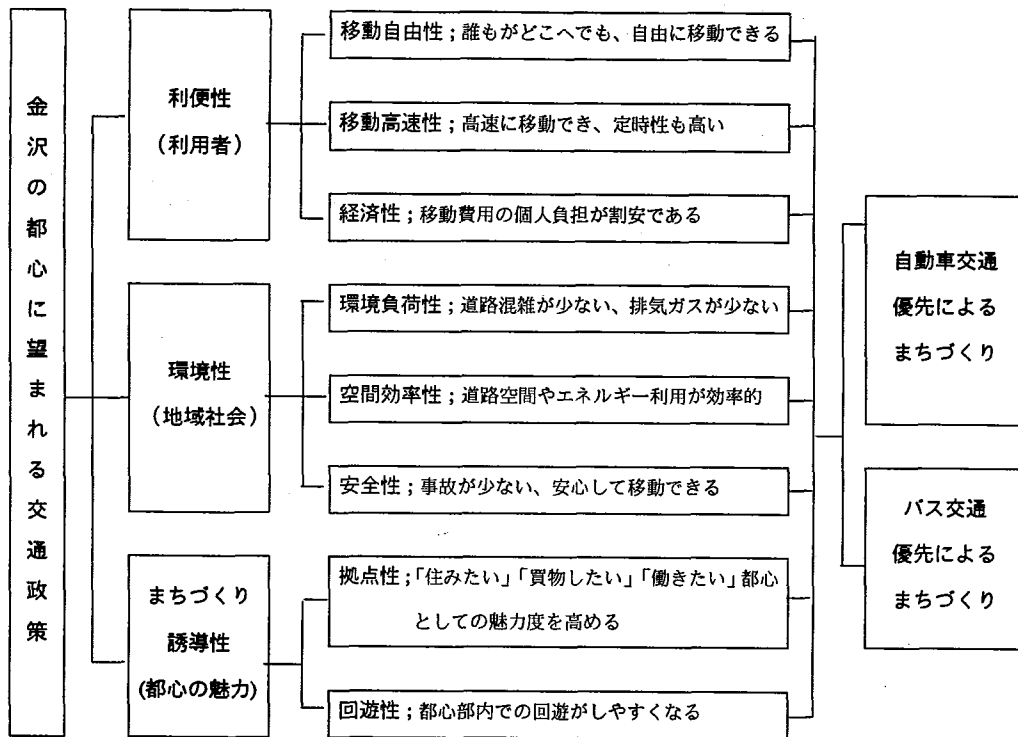 金沢の都心に望まれる交通政策
利便性
（利用者）
移動自由性；誰もがどこへでも、自由に移動できる
移動高速性；高速に移動でき、定時性も高い
経済性；移動費用の個人負担が割安である
環境性
（地域社会）
環境負荷性；道路混雑が少ない、排気ガスが少ない
空間効率性；道路空間やエネルギー利用が効率的
安全性；事故が少ない、安心して移動できる
まちづくり
誘導性
(都心の魅力)
拠点性；「住みたい」「買物したい」「働きたい」都心
としての魅力度を高める
回遊性；都心部内での回遊がしやすくなる
自動車交通
優先による
まちづくり
バス交通
優先による
まちづくり